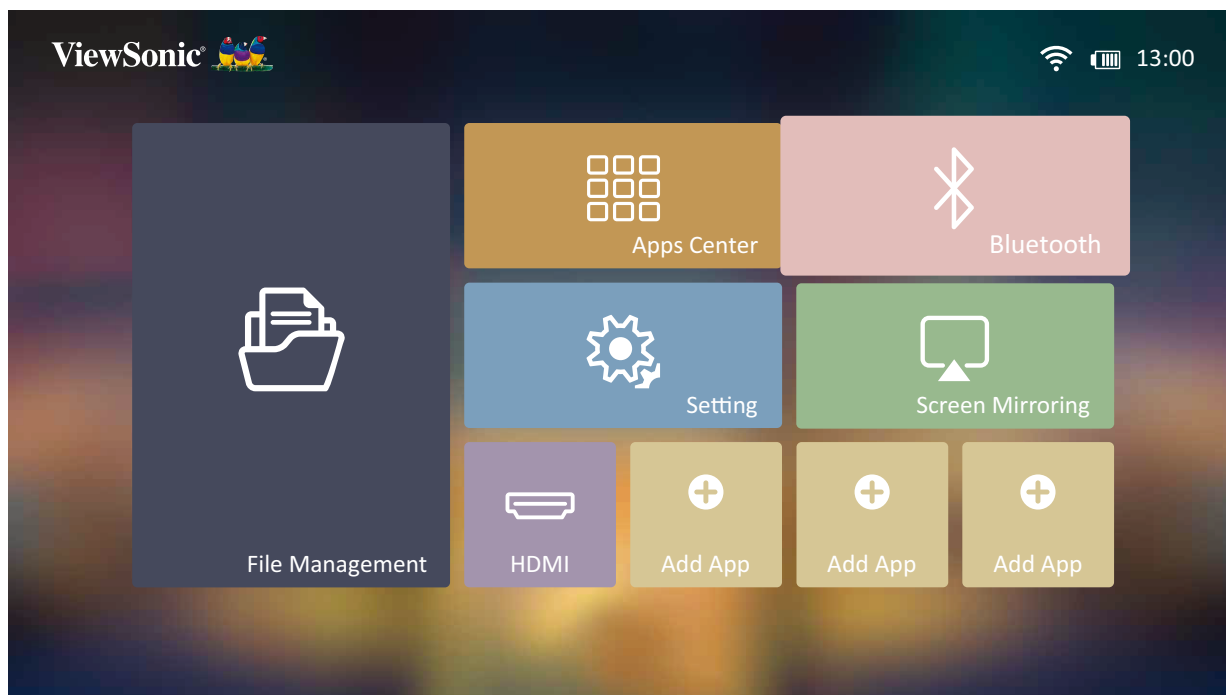 ViewSonic®
13:00
Apps Center
Bluetooth
Setting
Screen Mirroring
File Management
HDMI
Add App
Add App
Add App